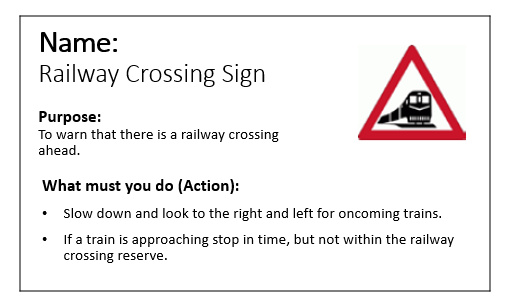 Name:
Railway Crossing Sign
Purpose:
To warn that there is a railway crossing
ahead.
What must you do (Action):
• Slow down and look to the right and left for oncoming trains.
• If a train is approaching stop in time, but not within the railway
crossing reserve.